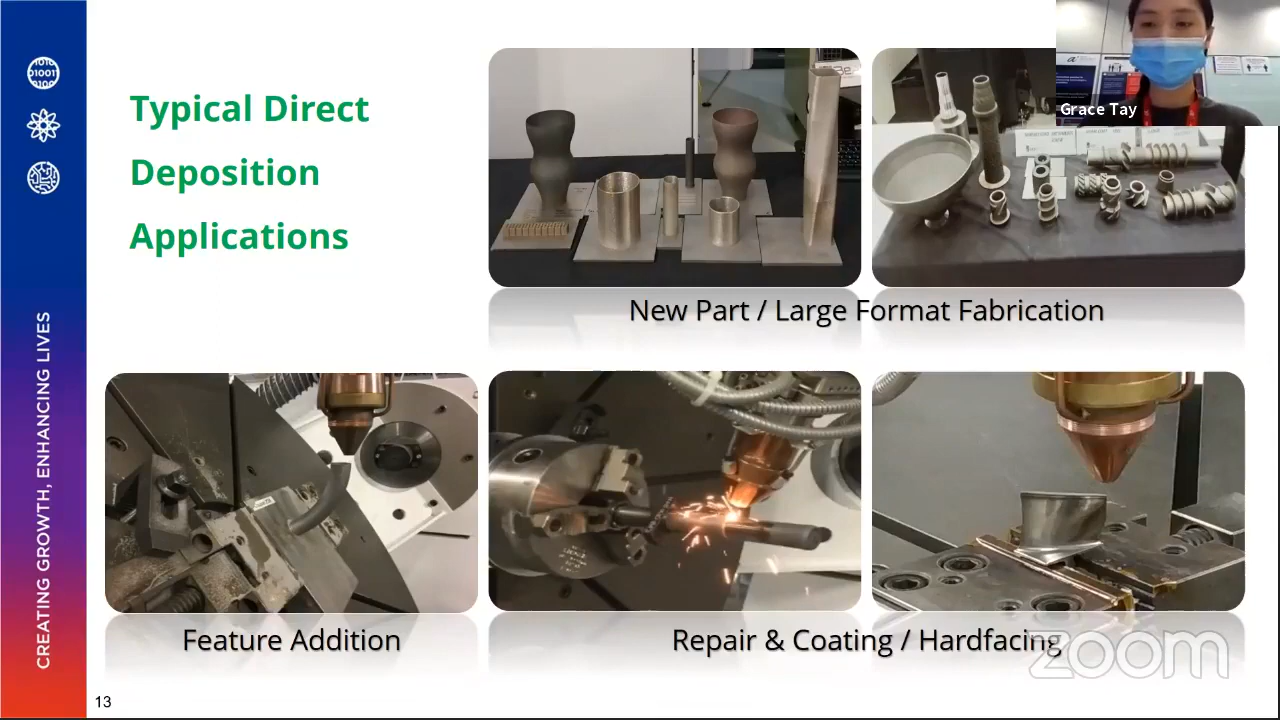 Typical Direct
Deposition
Applications
Grace Tay
New Part / Large Format Fabrication
Feature Addition
Repair & Coating / Hardfacing
zoom
CREATING GROWTH, ENHANCING LIVES
13